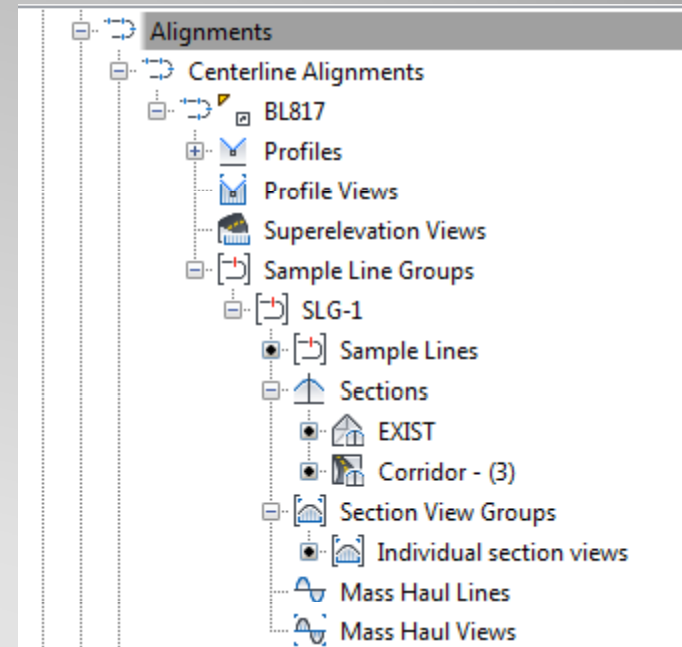 Alignments
Centerline Alignments
BL817
Profiles
Profile Views
Superelevation Views
Sample Line Groups
SLG-1
Sample Lines
Sections
EXIST
Corridor - (3)
Section View Groups
Individual section views
Mass Haul Lines
Mass Haul Views